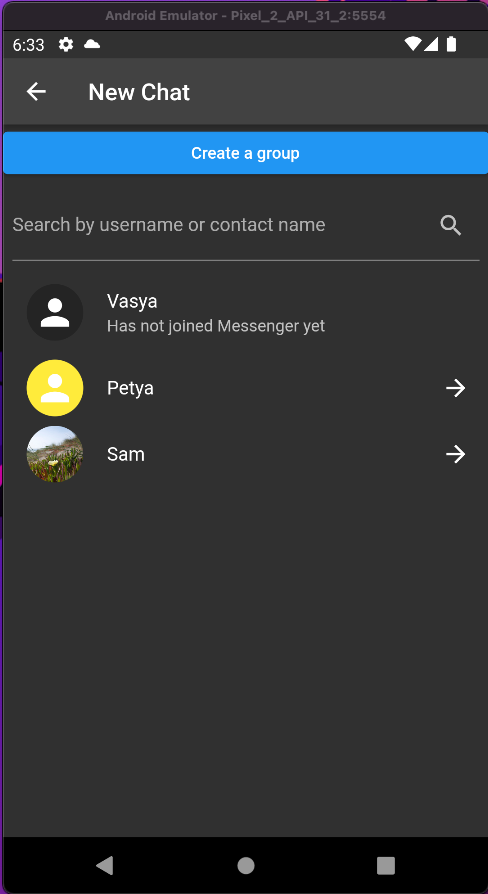 Android Emulator - Pixel_2_API_31_2:5554
6:33
New Chat
Create a group
Search by username or contact name
Vasya
Has not joined Messenger yet
Petya
Sam